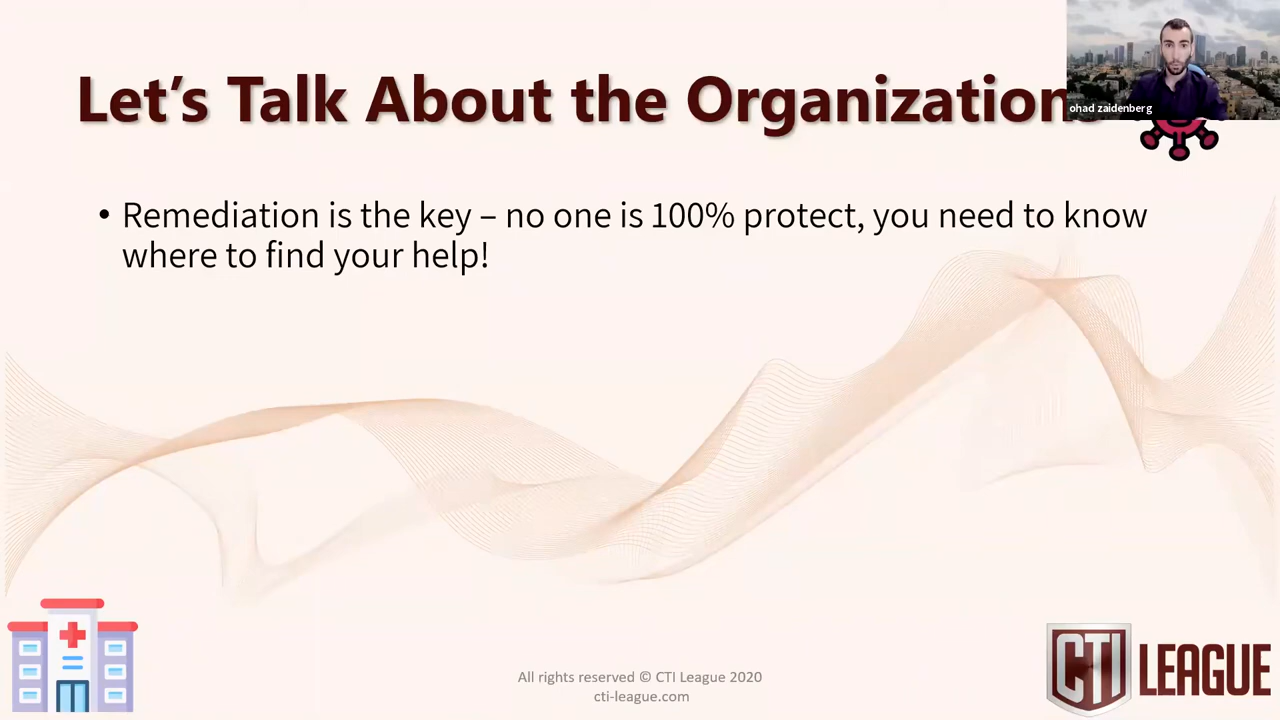 Let’s Talk About the Organization
ohad zaidenberg
• Remediation is the key – no one is 100% protect, you need to know
where to find your help!
All rights reserved © CTI League 2020
cti-league.com
CTI LEAGUE